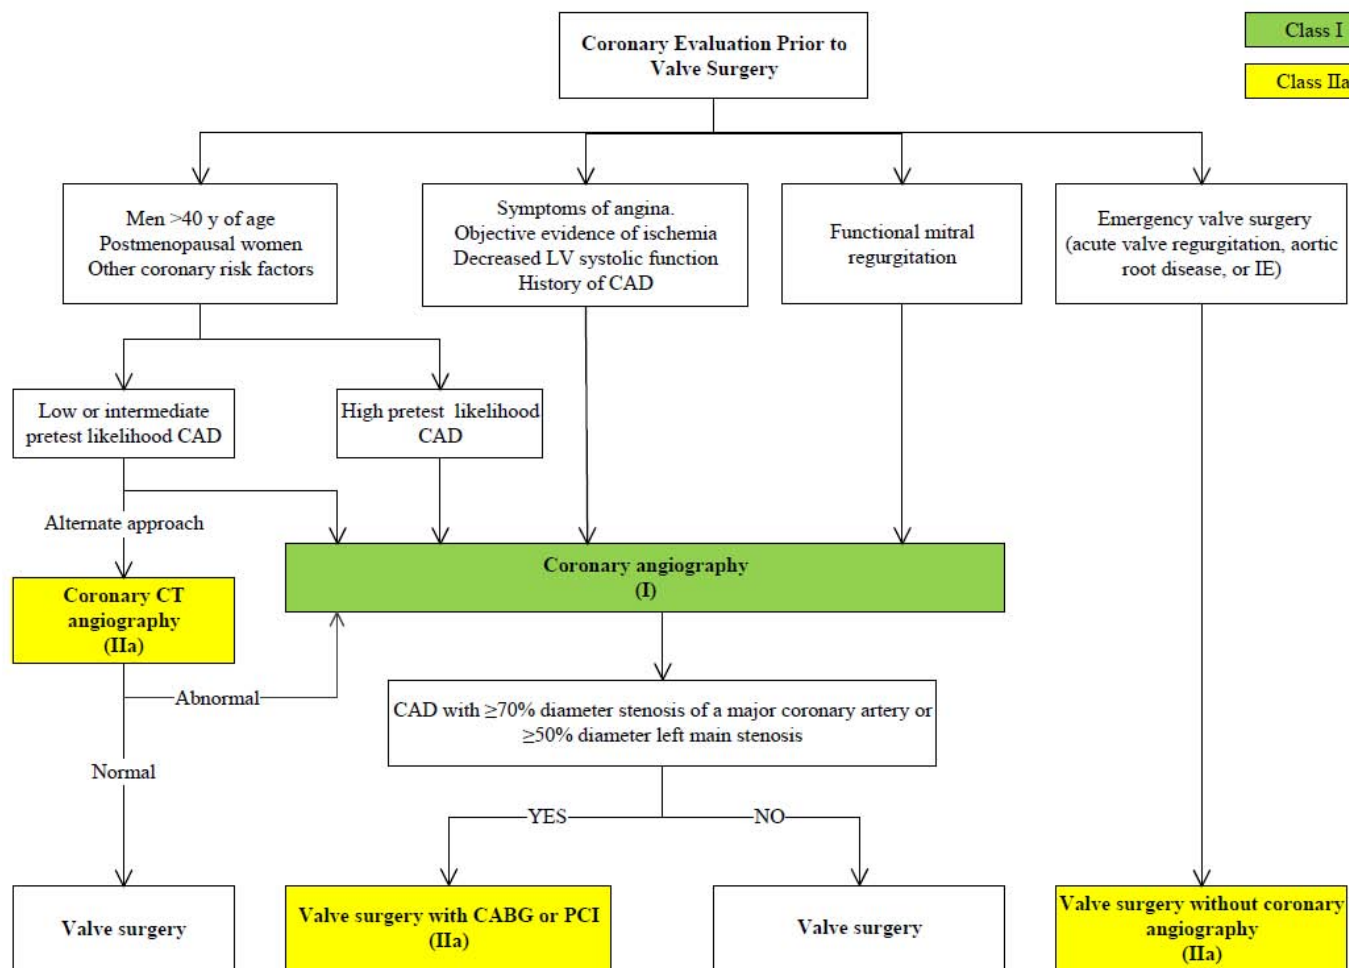 Coronary Evaluation Prior to
Valve Surgery
Class I
Class IIa
Men >40 y of age
Postmenopausal women
Other coronary risk factors
Symptoms of angina.
Objective evidence of ischemia
Decreased LV systolic function
History of CAD
Functional mitral
regurgitation
Emergency valve surgery
(acute valve regurgitation, aortic
root disease, or IE)
Low or intermediate
pretest likelihood CAD
High pretest likelihood
CAD
Alternate approach
Coronary CT
angiography
(IIa)
Coronary angiography
(I)
Abnormal
Normal
CAD with ≥70% diameter stenosis of a major coronary artery or
≥50% diameter left main stenosis
YES
NO
Valve surgery
Valve surgery with CABG or PCI
(IIa)
Valve surgery
Valve surgery without coronary
angiography
(IIa)